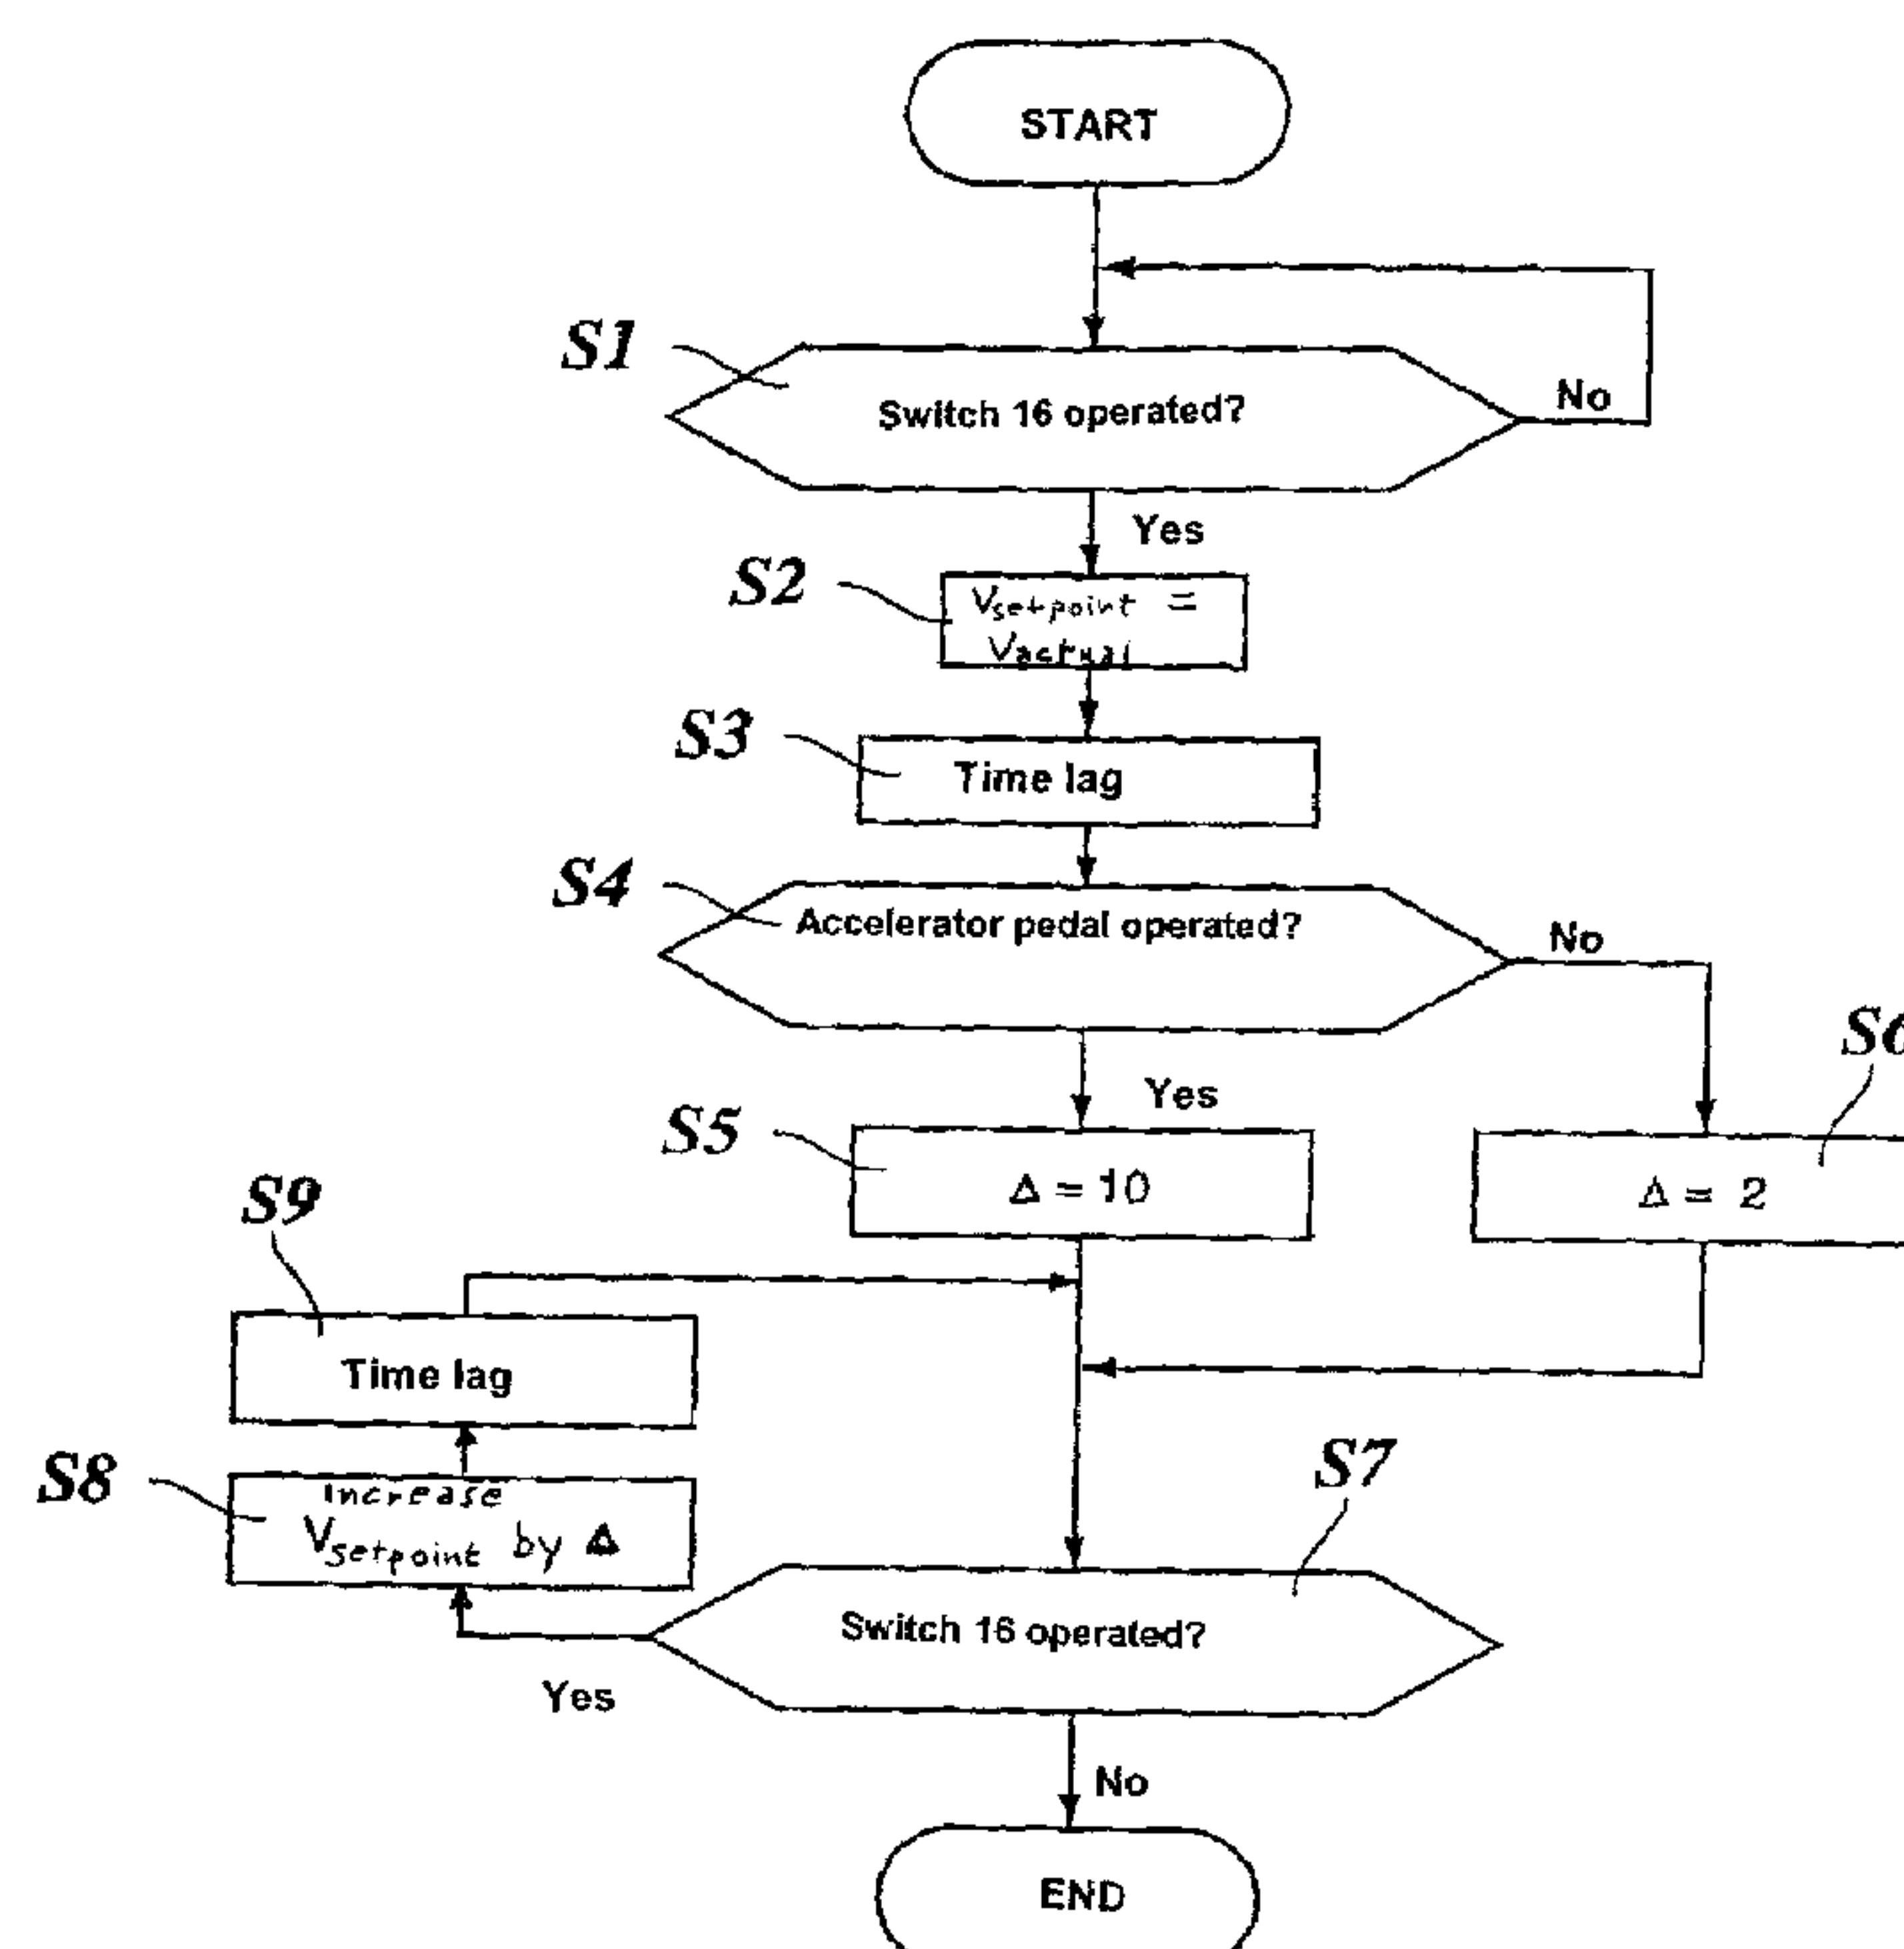 START
S1
Switch 16 operated?
No
Yes
S2
Vsetpoint =
Vactual
S3
Time lag
S4
Accelerator pedal operated?
No
Yes
S5
Δ = 10
S6
Δ = 2
S9
Time lag
S8
increase
Vsetpoint by Δ
S7
Switch 16 operated?
Yes
No
END